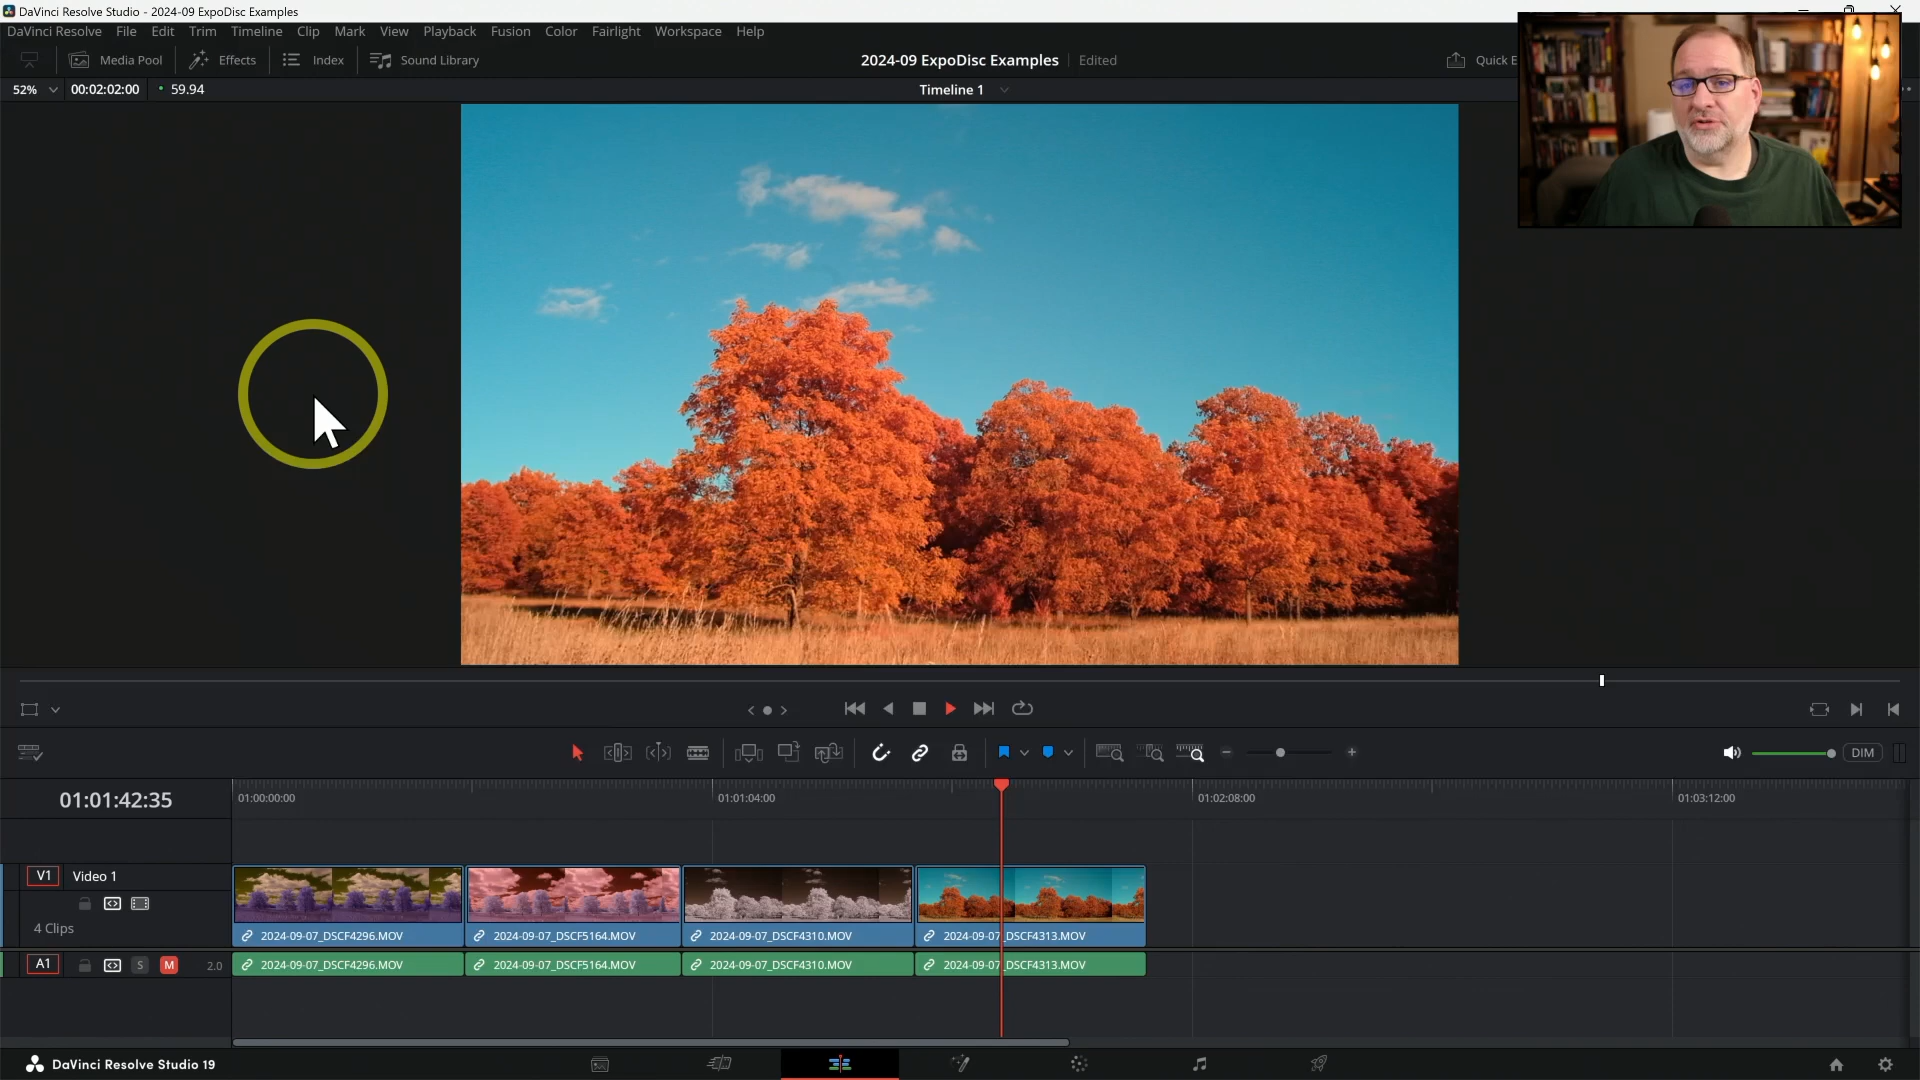 DaVinci Resolve Studio - 2024-09 ExpoDisc Examples
DaVinci Resolve File Edit Trim Timeline Clip Mark View Playback Fusion Color Fairlight Workspace Help
Media Pool Effects Index Sound Library 2024-09 ExpoDisc Examples Edited Quick E
52% 00:02:02:00 59.94 Timeline 1
DIM
01:01:42:35 01:00:00:00 01:01:04:00 01:02:08:00 01:03:12:00
V1 Video 1
4 Clips
2024-09-07_DSCF4296.MOV 2024-09-07_DSCF5164.MOV 2024-09-07_DSCF4310.MOV 2024-09-07_DSCF4313.MOV
A1 S M 2.0 2024-09-07_DSCF4296.MOV 2024-09-07_DSCF5164.MOV 2024-09-07_DSCF4310.MOV 2024-09-07_DSCF4313.MOV
DaVinci Resolve Studio 19